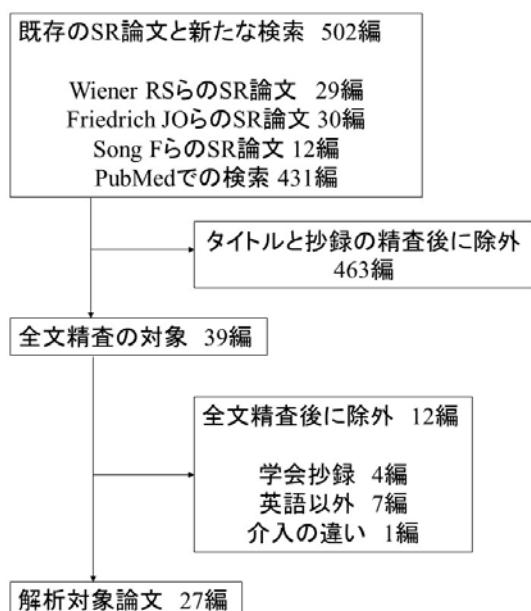 既存のSR論文と新たな検索 502編
Wiener RSらのSR論文 29編
Friedrich JOらのSR論文 30編
Song FらのSR論文 12編
PubMedでの検索 431編
タイトルと抄録の精査後に除外
463編
全文精査の対象 39編
全文精査後に除外 12編
学会抄録 4編
英語以外 7編
介入の違い 1編
解析対象論文 27編